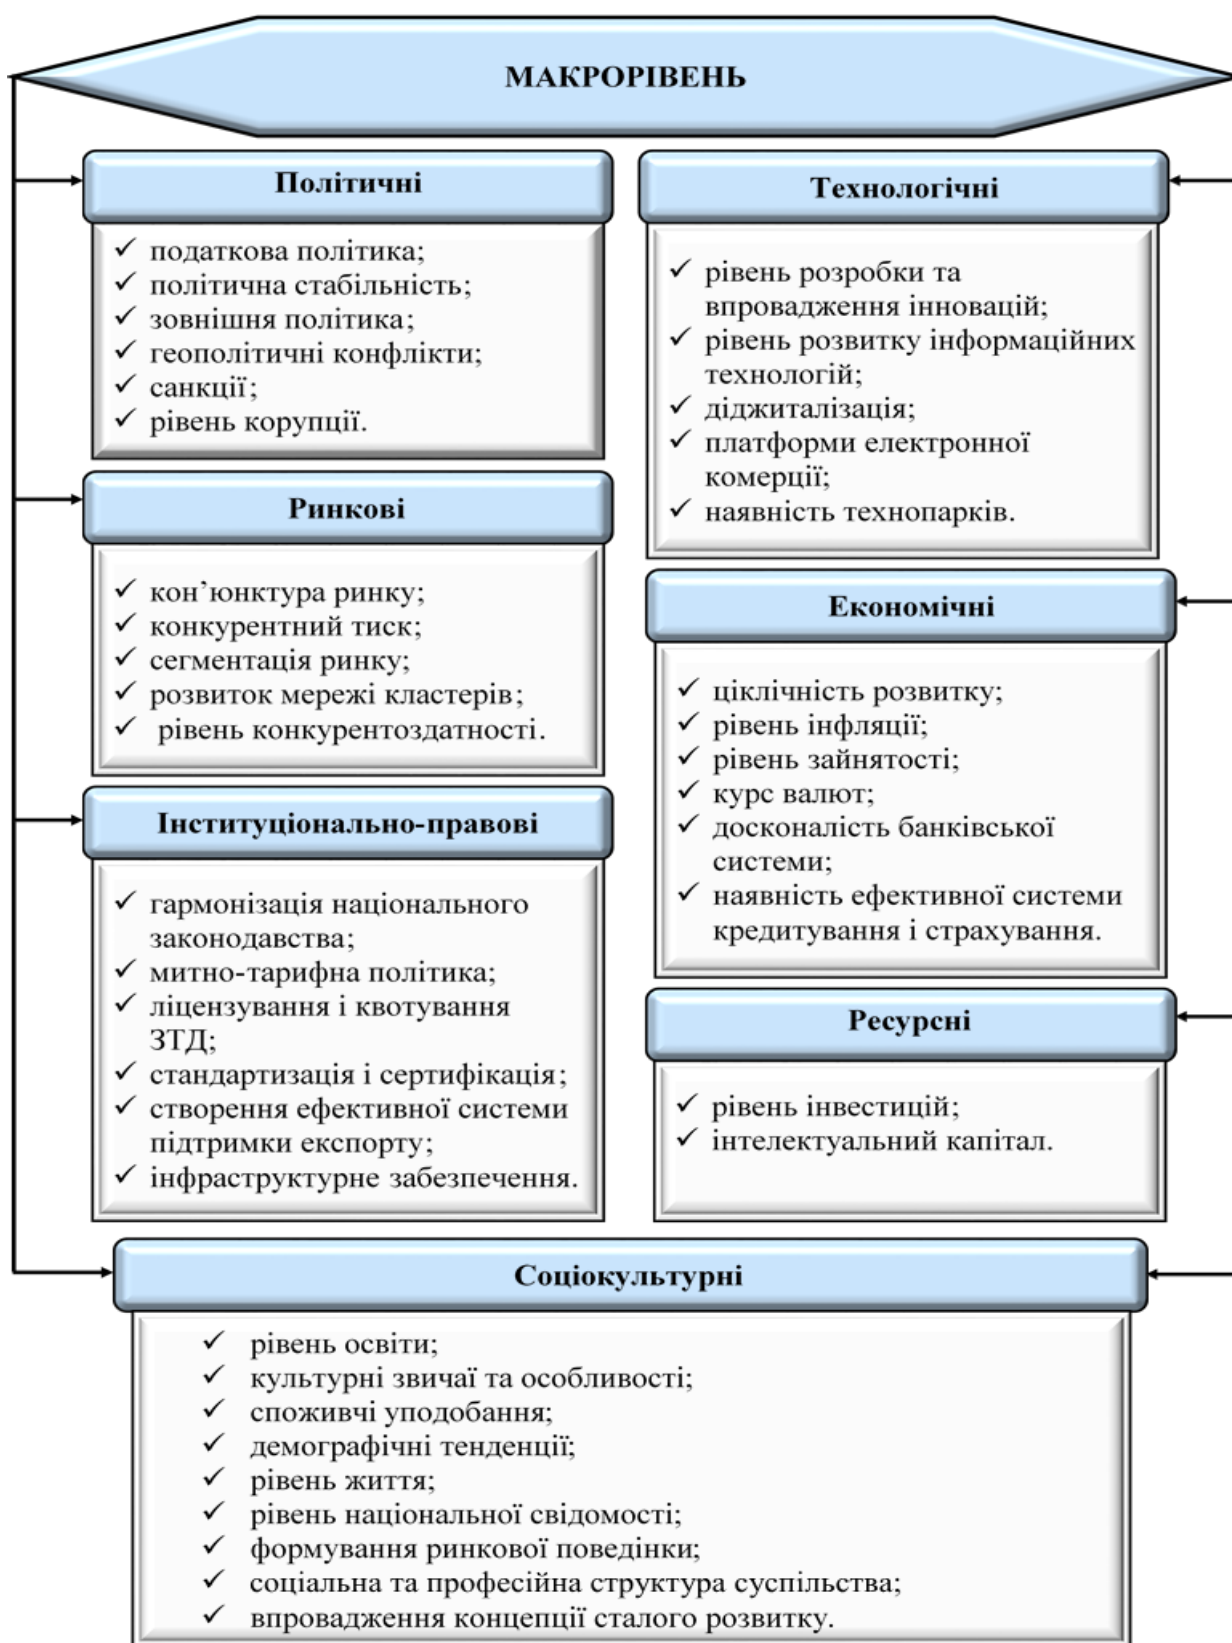 МАКРОРІВЕНЬ
Політичні
податкова політика;
політична стабільність;
зовнішня політика;
геополітичні конфлікти;
санкції;
рівень корупції.
Ринкові
кон’юнктура ринку;
конкурентний тиск;
сегментація ринку;
розвиток мережі кластерів;
рівень конкурентоздатності.
Інституціонально-правові
гармонізація національного
законодавства;
митно-тарифна політика;
ліцензування і квотування
ЗТД;
стандартизація і сертифікація;
створення ефективної системи
підтримки експорту;
інфраструктурне забезпечення.
Технологічні
рівень розробки та
впровадження інновацій;
рівень розвитку інформаційних
технологій;
діджиталізація;
платформи електронної
комерції;
наявність технопарків.
Економічні
циклічність розвитку;
рівень інфляції;
рівень зайнятості;
курс валют;
досконалість банківської
системи;
наявність ефективної системи
кредитування і страхування.
Ресурсні
рівень інвестицій;
інтелектуальний капітал.
Соціокультурні
рівень освіти;
культурні звичаї та особливості;
споживчі уподобання;
демографічні тенденції;
рівень життя;
рівень національної свідомості;
формування ринкової поведінки;
соціальна та професійна структура суспільства;
впровадження концепції сталого розвитку.